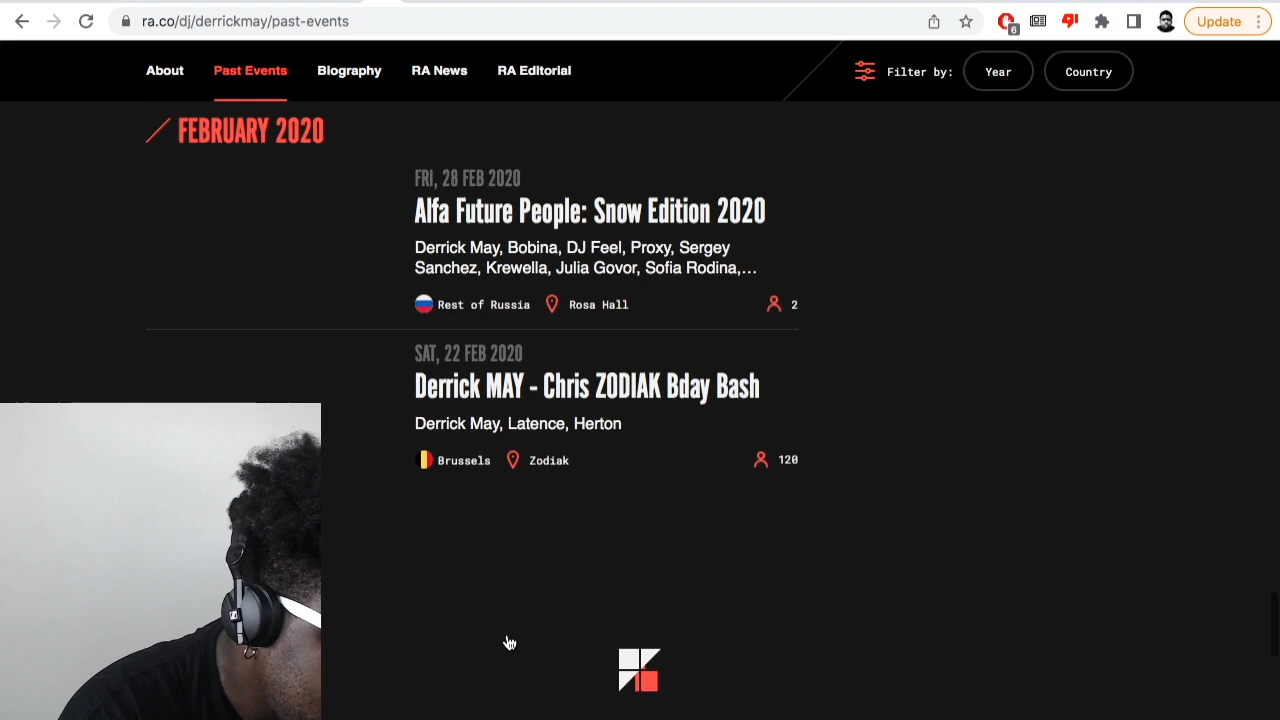 ra.co/dj/derrickmay/past-events
6
Update
About Past Events Biography RA News RA Editorial
Filter by: Year Country
FEBRUARY 2020
FRI, 28 FEB 2020
Alfa Future People: Snow Edition 2020
Derrick May, Bobina, DJ Feel, Proxy, Sergey
Sanchez, Krewella, Julia Govor, Sofia Rodina,...
Rest of Russia Rosa Hall 2
SAT, 22 FEB 2020
Derrick MAY - Chris ZODIAK Bday Bash
Derrick May, Latence, Herton
Brussels Zodiak 120